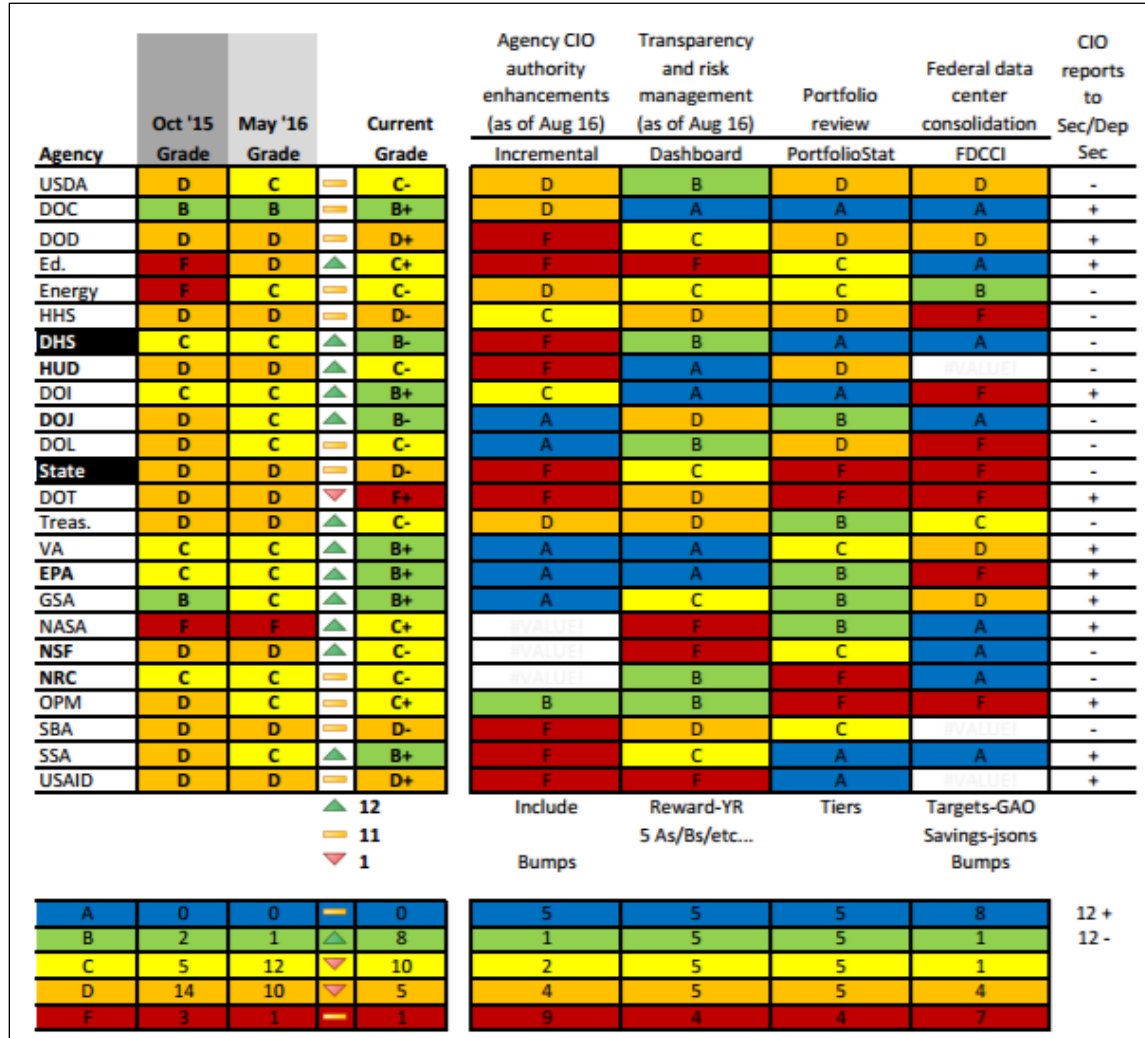 Agency CIO Transparency CIO
authority and risk Federal data reports
enhancements management Portfolio center to
Oct '15 May '16 Current (as of Aug 16) (as of Aug 16) review consolidation Sec/Dep
Agency Grade Grade Grade Incremental Dashboard PortfolioStat FDCCI Sec
USDA D C C- D B D D -
DOC B B B+ D A A A +
DOD D D D+ F C D D +
Ed. F D C+ F F C A +
Energy F C C- D C C B -
HHS D D D- C D D F -
DHS C C B- F B A A -
HUD D D C- F A D #VALUE! -
DOI C C B+ C A A F +
DOJ D C B- A D B A -
DOL D C C- A B D F -
State D D D- F C F F -
DOT D D F+ F D F F +
Treas. D D C- D D B C -
VA C C B+ A A C D +
EPA C C B+ A A B F +
GSA B C B+ A C B D +
NASA F F C+ #VALUE! F B A +
NSF D D C- #VALUE! F C A -
NRC C C C- #VALUE! B F A -
OPM D C C+ B B F F +
SBA D D D- F D C #VALUE! -
SSA D C B+ F C A A +
USAID D D D+ F F A #VALUE! +
12 Include Reward-YR Tiers Targets-GAO
11 5 As/Bs/etc... Savings-jsons
1 Bumps Bumps
A 0 0 0 5 5 5 8 12 +
B 2 1 8 1 5 5 1 12 -
C 5 12 10 2 5 5 1
D 14 10 5 4 5 5 4
F 3 1 1 9 4 4 7